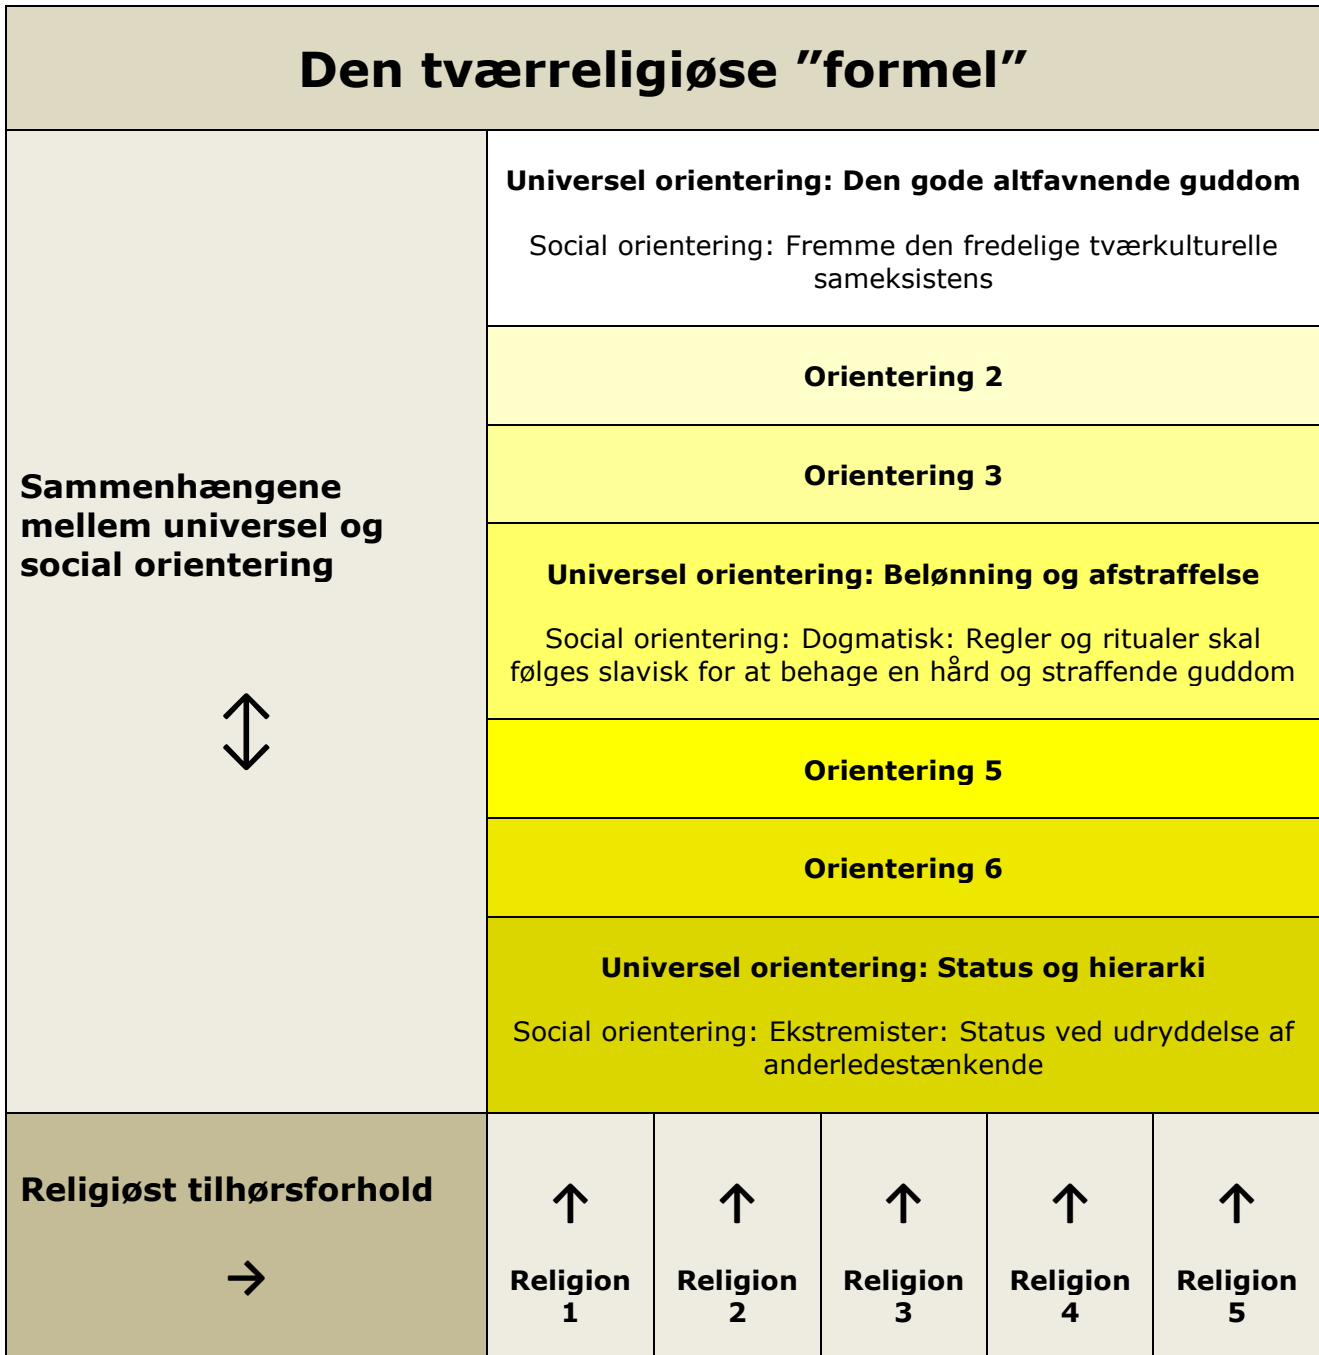 Den tværreligiøse ”formel”
Universel orientering: Den gode altfavnende guddom
Social orientering: Fremme den fredelige tværkulturelle
sameksistens
Orientering 2
Orientering 3
Sammenhængene
mellem universel og
social orientering
↕
Universel orientering: Belønning og afstraffelse
Social orientering: Dogmatisk: Regler og ritualer skal
følges slavisk for at behage en hård og straffende guddom
Orientering 5
Orientering 6
Universel orientering: Status og hierarki
Social orientering: Ekstremister: Status ved udryddelse af
anderledestænkende
Religiøst tilhørsforhold
→
↑ ↑ ↑ ↑ ↑
Religion
1
Religion
2
Religion
3
Religion
4
Religion
5